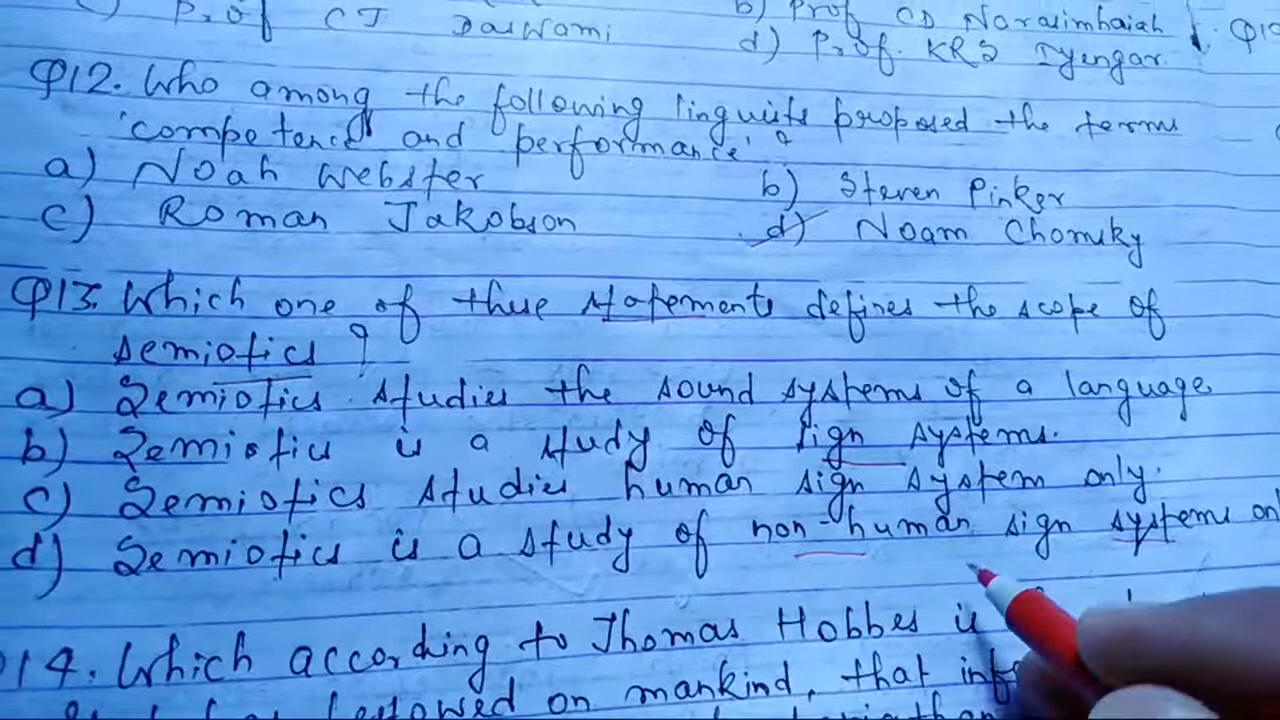 Prof CJ Daswami
b) Prof CD Narasimhaiah
d) Prof. KRS Iyengar.
Q12. Who among the following linguists proposed the terms
'competence and performance'?
a) Noah Webster b) Steven Pinker
c) Roman Jakobson d) Noam Chomsky
Q13. Which one of these statements defines the scope of
semiotics?
a) Semiotics studies the sound systems of a language.
b) Semiotics is a study of sign systems.
c) Semiotics studies human sign system only.
d) Semiotics is a study of non-human sign systems on
14. Which according to Thomas Hobbes is
bestowed on mankind, that